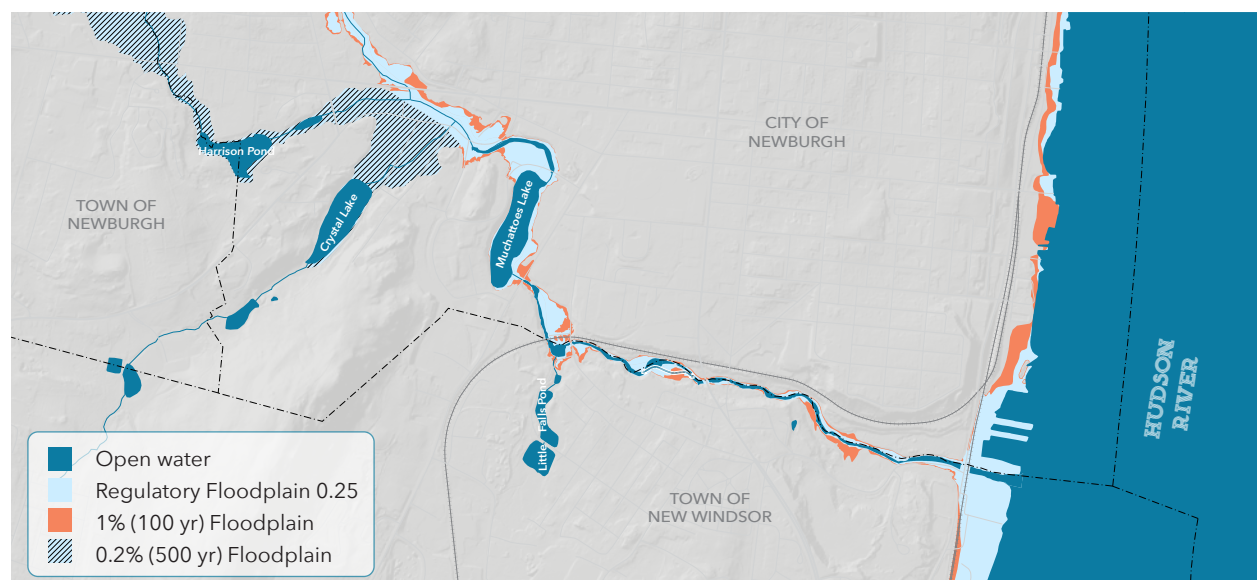 CITY OF
NEWBURGH
Harrison Pond
TOWN OF
NEWBURGH
Crystal Lake
Muchattoes Lake
HUDSON
RIVER
Little Falls Pond
TOWN OF
NEW WINDSOR
Open water
Regulatory Floodplain 0.25
1% (100 yr) Floodplain
0.2% (500 yr) Floodplain